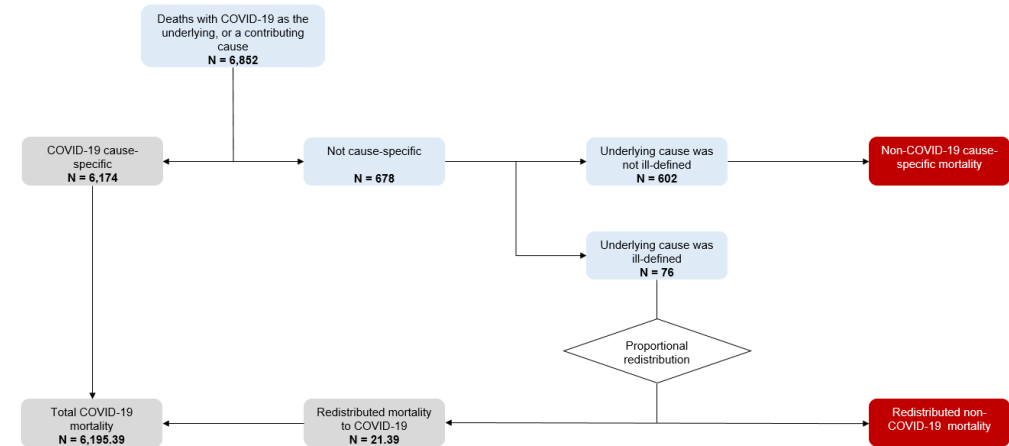 Deaths with COVID-19 as the
underlying, or a contributing
cause
N = 6,852
COVID-19 cause-
specific
N = 6,174
Not cause-specific
N = 678
Underlying cause was
not ill-defined
N = 602
Non-COVID-19 cause-
specific mortality
Underlying cause was
ill-defined
N = 76
Proportional
redistribution
Total COVID-19
mortality
N = 6,195.39
Redistributed mortality
to COVID-19
N = 21.39
Redistributed non-
COVID-19 mortality